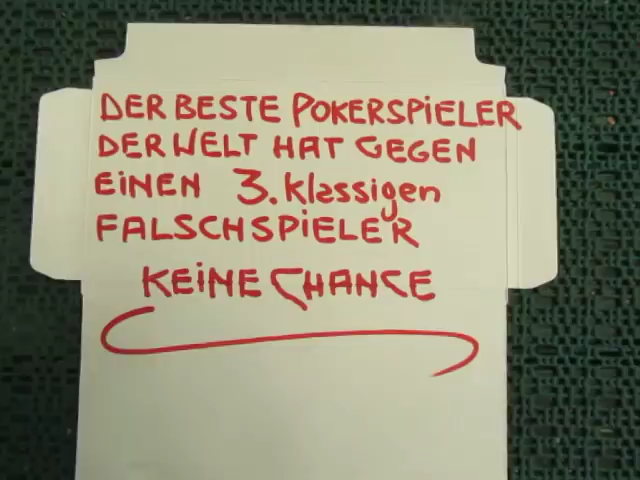 DER BESTE POKERSPiELER
DER WELT HAT GEGEN
EiNEN 3. klassigen
FALSCHSPiELER
KEiNE CHANCE